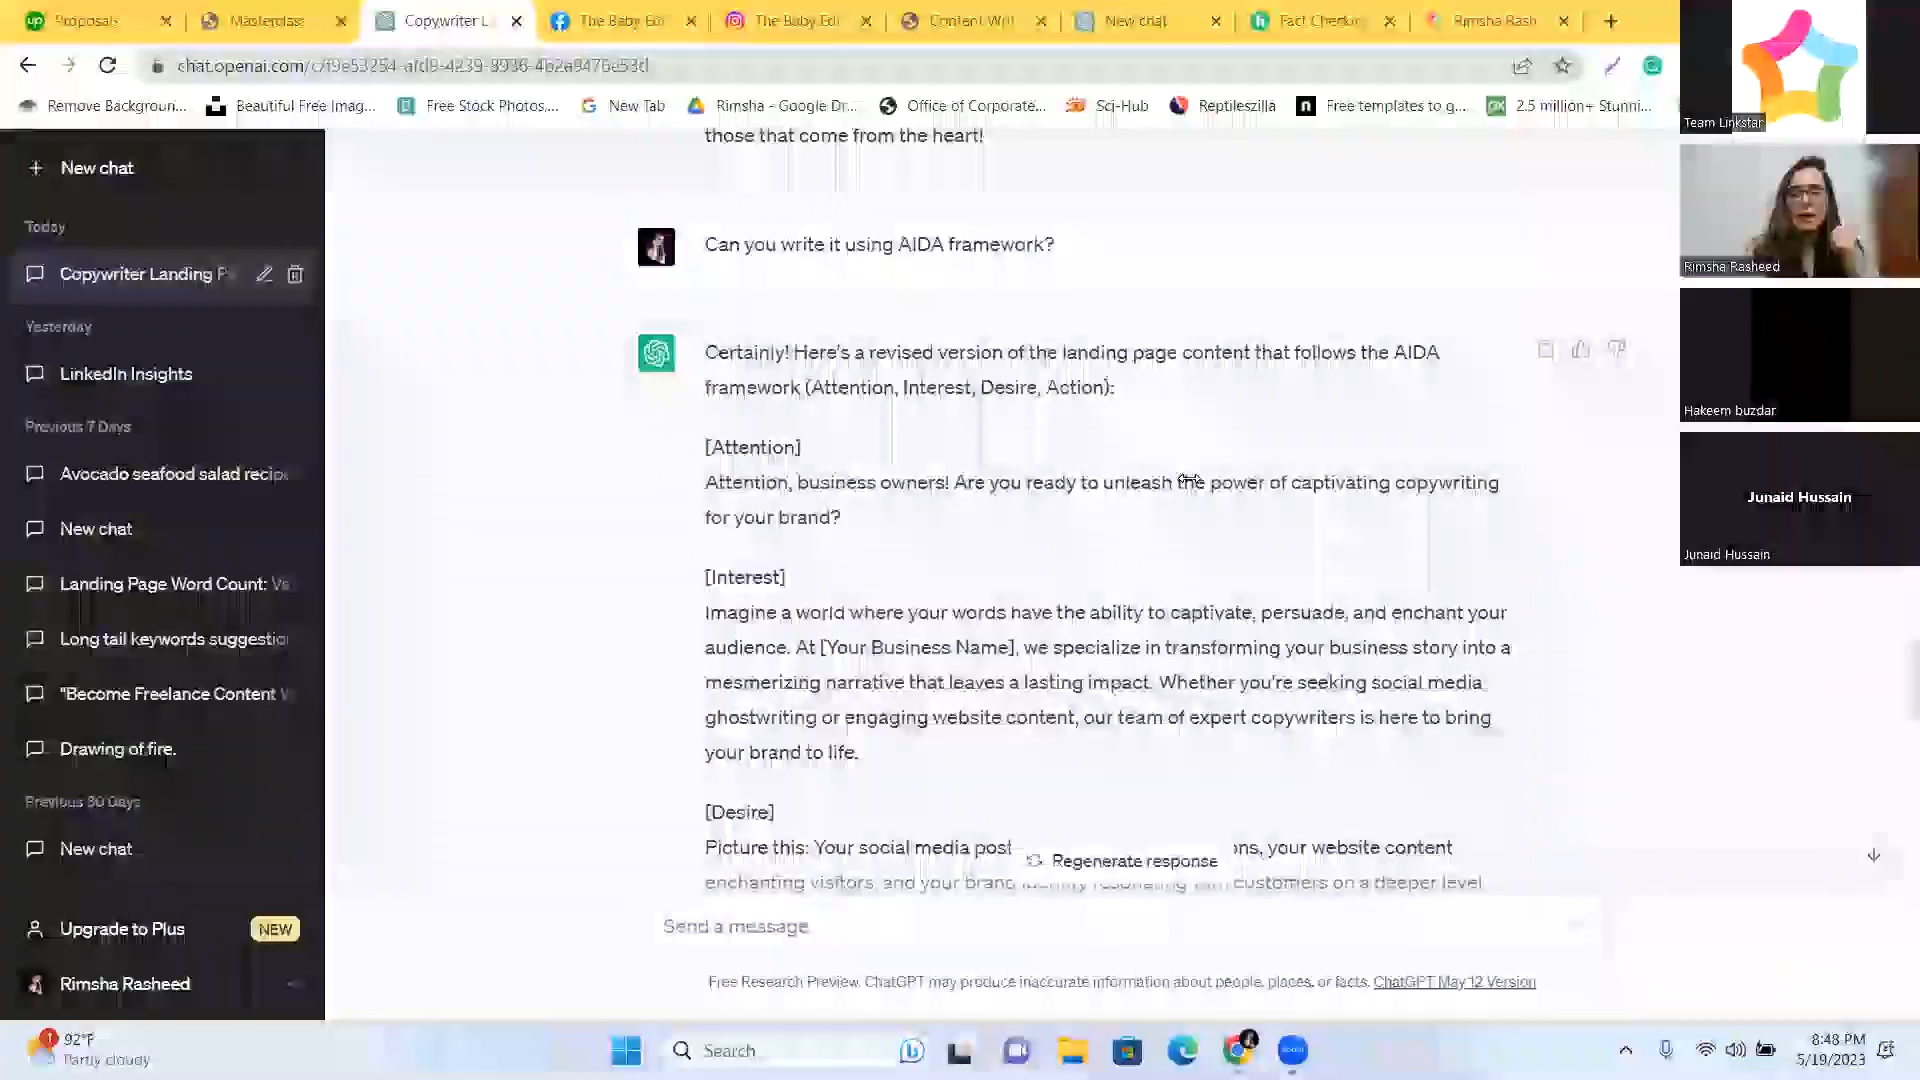 Proposals
Masterclass
Copywriter L
The Baby Edi
The Baby Edi
Content Writ
New chat
Fact Checkin
Rimsha Rash
chat.openai.com/c/
Remove Backgroun...
Beautiful Free Imag...
Free Stock Photos,...
New Tab
Rimsha - Google Dr...
Office of Corporate...
Sci-Hub
Reptileszilla
Free templates to g...
2.5 million+ Stunni...
Team Linkstar
Rimsha Rasheed
Hakeem buzdar
Junaid Hussain
Junaid Hussain
New chat
Today
Copywriter Landing P
Yesterday
LinkedIn Insights
Previous 7 Days
Avocado seafood salad recipe
New chat
Landing Page Word Count: Va
Long tail keywords suggestio
"Become Freelance Content W
Drawing of fire.
Previous 30 Days
New chat
Upgrade to Plus
NEW
Rimsha Rasheed
those that come from the heart!
Can you write it using AIDA framework?
Certainly! Here's a revised version of the landing page content that follows the AIDA
framework (Attention, Interest, Desire, Action):
[Attention]
Attention, business owners! Are you ready to unleash the power of captivating copywriting
for your brand?
[Interest]
Imagine a world where your words have the ability to captivate, persuade, and enchant your
audience. At [Your Business Name], we specialize in transforming your business story into a
mesmerizing narrative that leaves a lasting impact. Whether you're seeking social media
ghostwriting or engaging website content, our team of expert copywriters is here to bring
your brand to life.
[Desire]
Picture this: Your social media post ons, your website content
enchanting visitors, and your brand identity resonating with customers on a deeper level
Regenerate response
Send a message
Free Research Preview. ChatGPT may produce inaccurate information about people, places, or facts. ChatGPT May 12 Version
1
92°F
Partly cloudy
Search
zoom
8:48 PM
5/19/2023